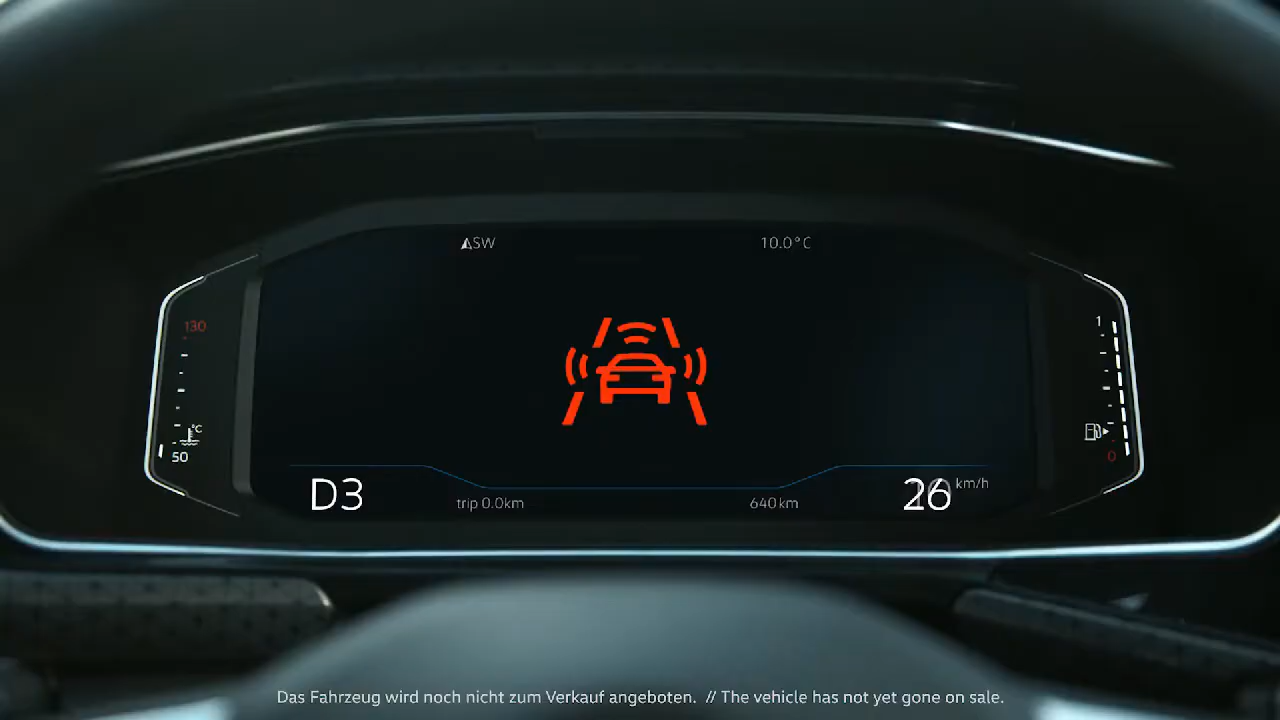 SW
10.0°C
130
°C
50
1
0
D3
trip 0.0km
640km
26
km/h
Das Fahrzeug wird noch nicht zum Verkauf angeboten. // The vehicle has not yet gone on sale.